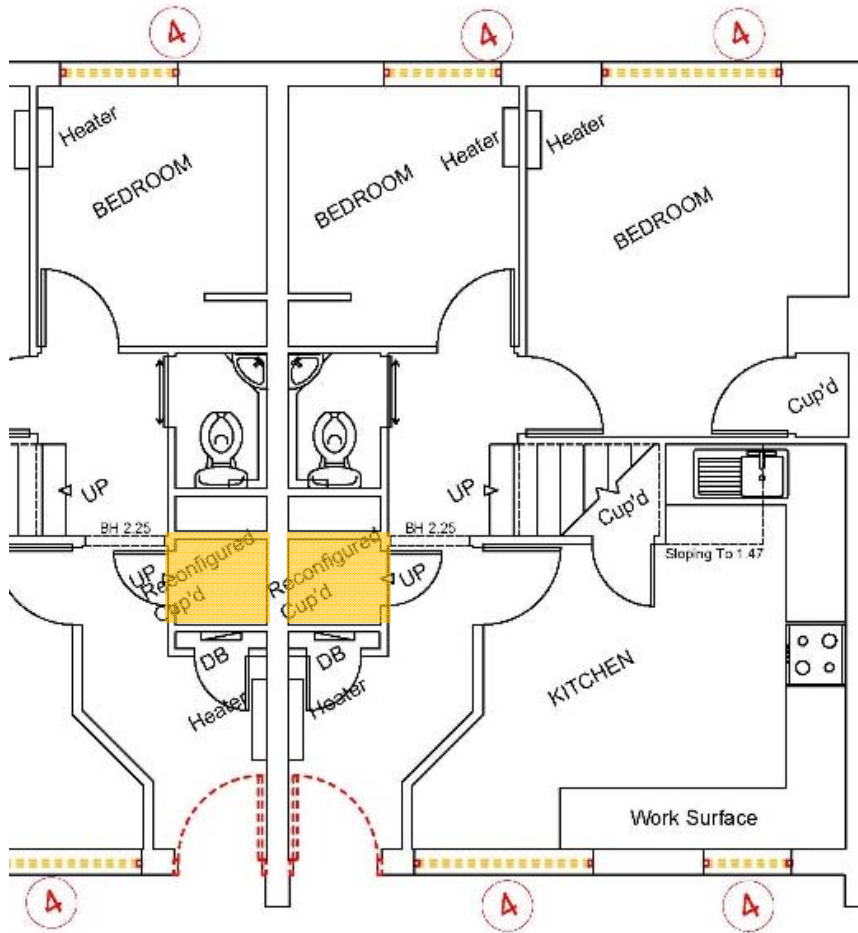 4
4
4
Heater
Heater
Heater
BEDROOM
BEDROOM
BEDROOM
Cup'd
UP
UP
Cup'd
BH 2.25
BH 2.25
Sloping To 1.47
UP
Reconfigured
Cup'd
Reconfigured
Cup'd
UP
DB
DB
KITCHEN
Heater
Heater
Work Surface
4
4
4